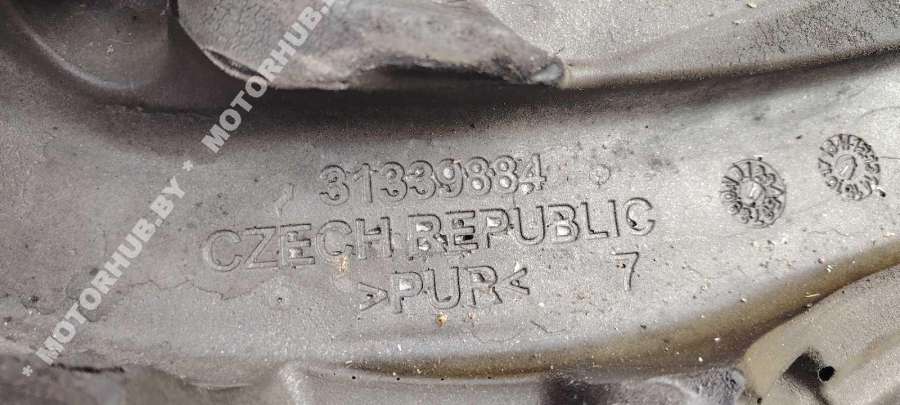 * MOTORHUB.BY * MOTORHUB.BY *
31339884
CZECH REPUBLIC
>PUR< 7